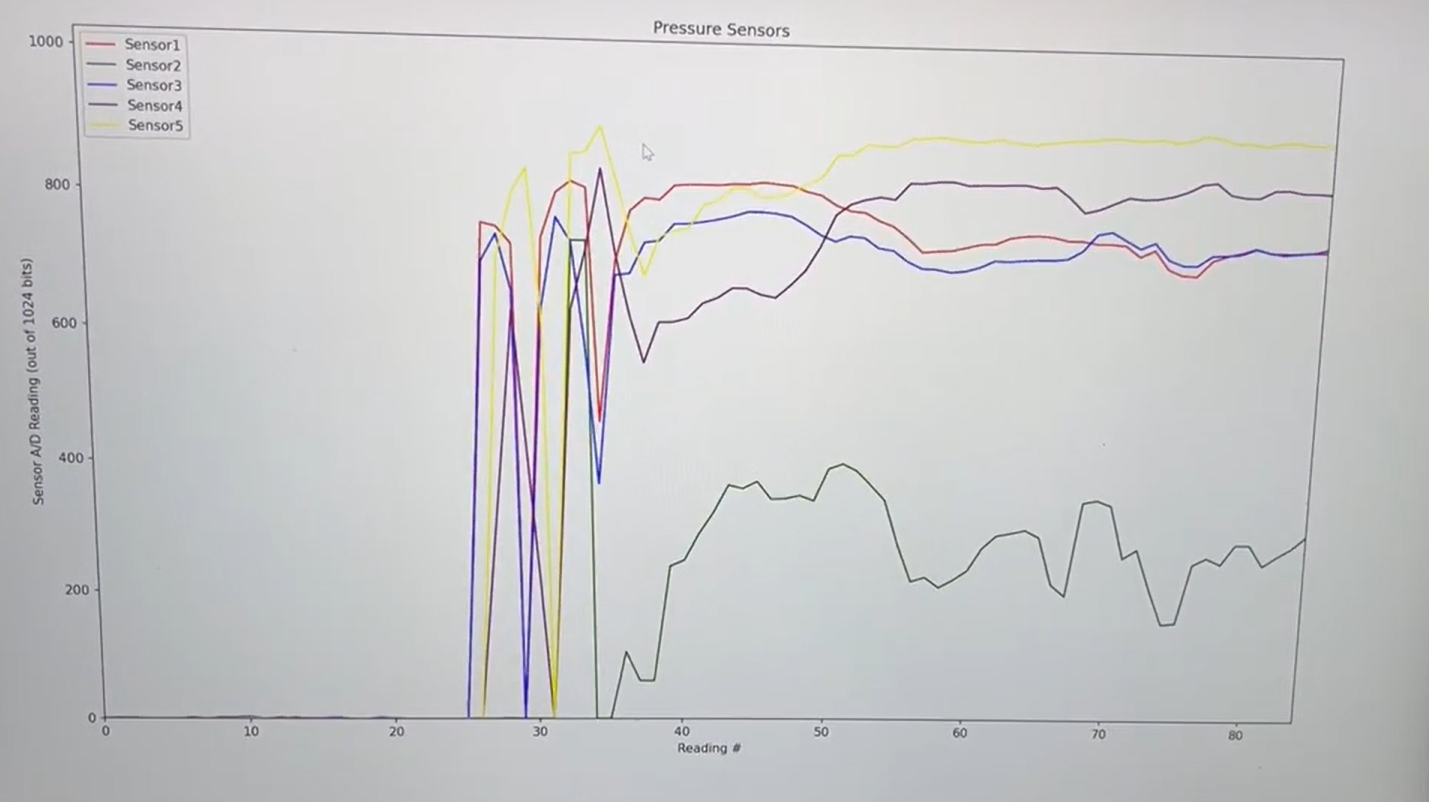 Pressure Sensors
Sensor1
Sensor2
Sensor3
Sensor4
Sensor5
1000
800
600
400
200
0
Sensor A/D Reading (out of 1024 bits)
0 10 20 30 40 50 60 70 80
Reading #